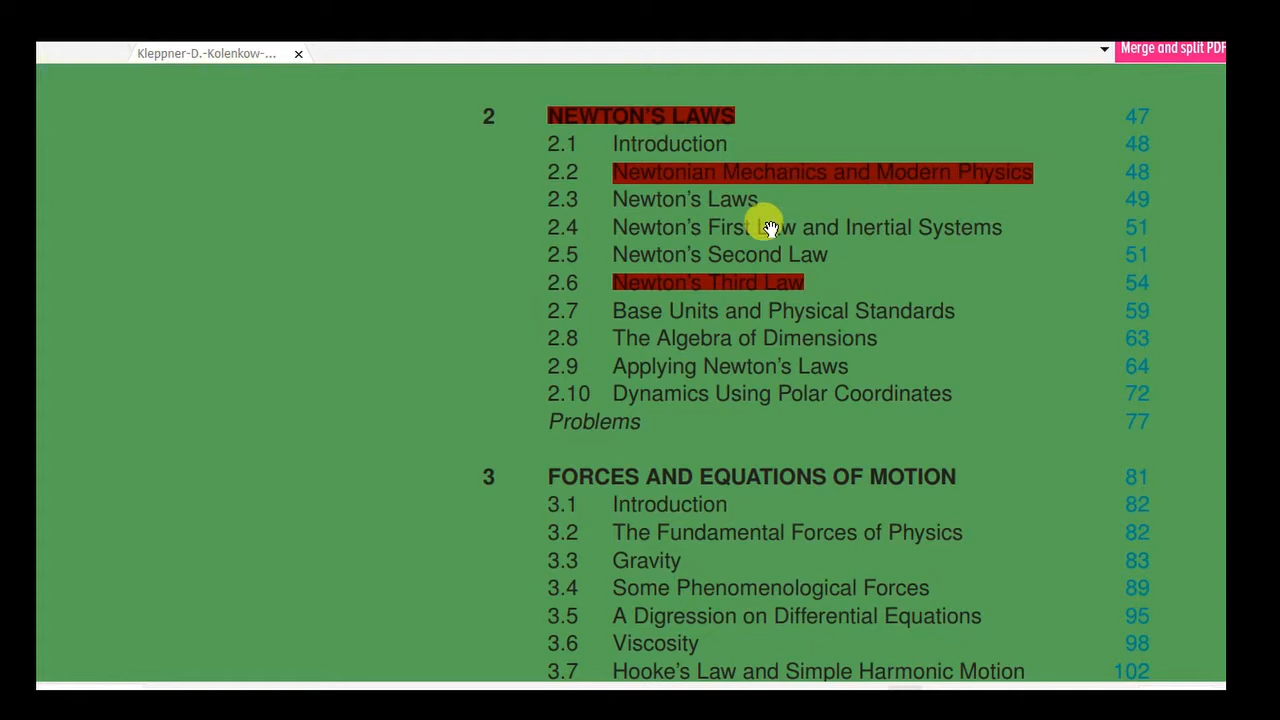 Kleppner-D.-Kolenkow-...
Merge and split PDF
2 NEWTON'S LAWS 47
2.1 Introduction 48
2.2 Newtonian Mechanics and Modern Physics 48
2.3 Newton's Laws 49
2.4 Newton's First Law and Inertial Systems 51
2.5 Newton's Second Law 51
2.6 Newton's Third Law 54
2.7 Base Units and Physical Standards 59
2.8 The Algebra of Dimensions 63
2.9 Applying Newton's Laws 64
2.10 Dynamics Using Polar Coordinates 72
Problems 77
3 FORCES AND EQUATIONS OF MOTION 81
3.1 Introduction 82
3.2 The Fundamental Forces of Physics 82
3.3 Gravity 83
3.4 Some Phenomenological Forces 89
3.5 A Digression on Differential Equations 95
3.6 Viscosity 98
3.7 Hooke's Law and Simple Harmonic Motion 102